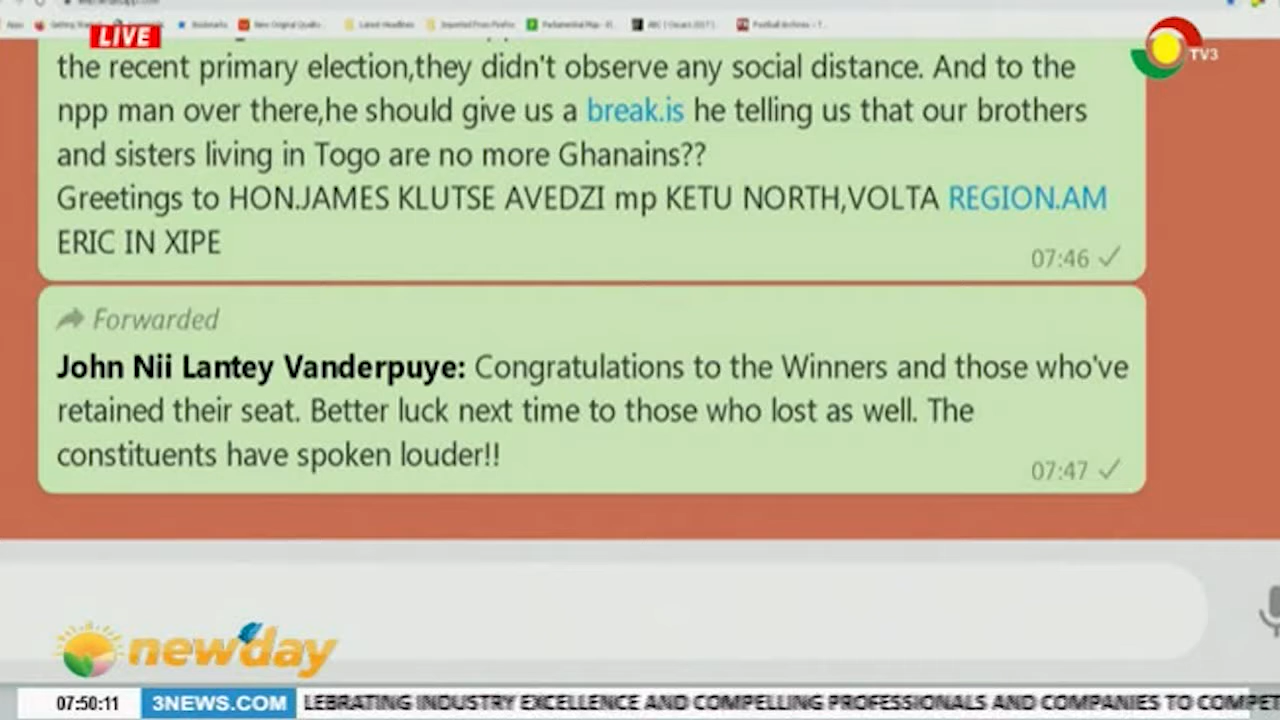 LIVE
TV3
the recent primary election,they didn't observe any social distance. And to the
npp man over there,he should give us a break.is he telling us that our brothers
and sisters living in Togo are no more Ghanains??
Greetings to HON.JAMES KLUTSE AVEDZI mp KETU NORTH,VOLTA REGION.AM
ERIC IN XIPE
07:46
Forwarded
John Nii Lantey Vanderpuye: Congratulations to the Winners and those who've
retained their seat. Better luck next time to those who lost as well. The
constituents have spoken louder!!
07:47
newday
07:50:11 3NEWS.COM LEBRATING INDUSTRY EXCELLENCE AND COMPELLING PROFESSIONALS AND COMPANIES TO COMPET